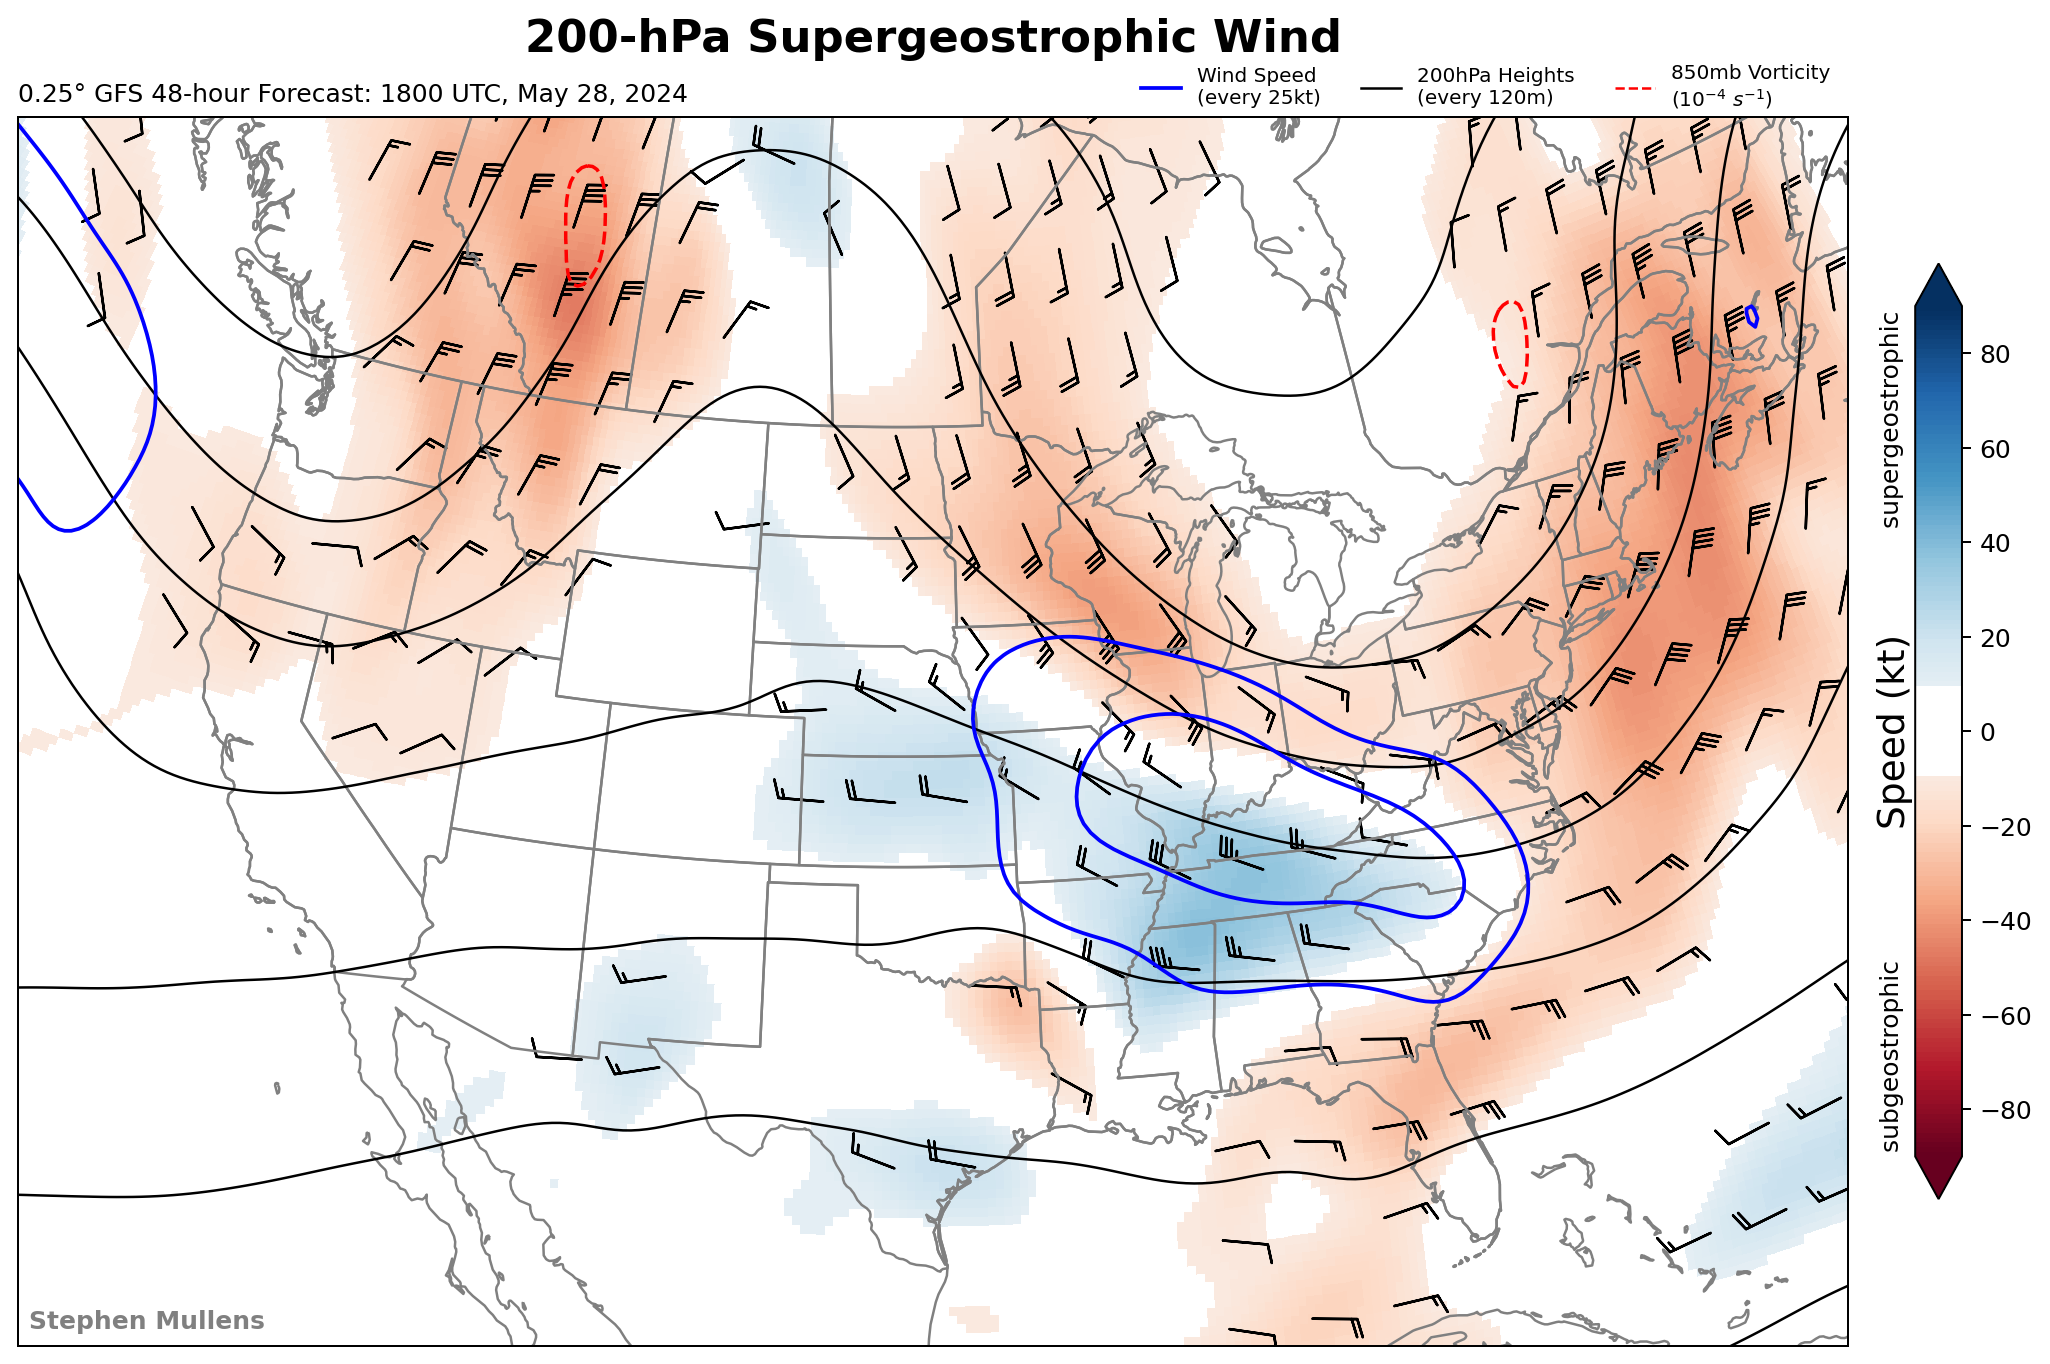 200-hPa Supergeostrophic Wind
0.25° GFS 48-hour Forecast: 1800 UTC, May 28, 2024
Wind Speed
(every 25kt)
200hPa Heights
(every 120m)
850mb Vorticity
(10⁻⁴ s⁻¹)
supergeostrophic
Speed (kt)
subgeostrophic
80
60
40
20
0
−20
−40
−60
−80
Stephen Mullens